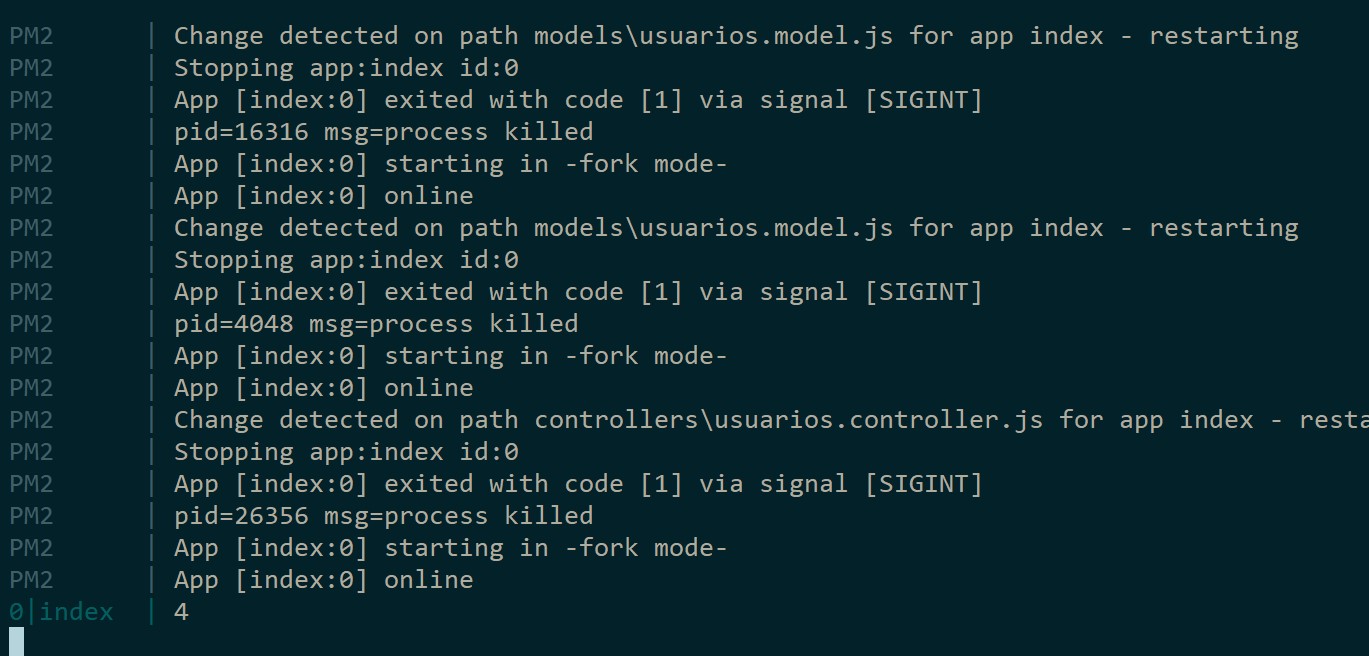 PM2       | Change detected on path models\usuarios.model.js for app index - restarting
PM2       | Stopping app:index id:0
PM2       | App [index:0] exited with code [1] via signal [SIGINT]
PM2       | pid=16316 msg=process killed
PM2       | App [index:0] starting in -fork mode-
PM2       | App [index:0] online
PM2       | Change detected on path models\usuarios.model.js for app index - restarting
PM2       | Stopping app:index id:0
PM2       | App [index:0] exited with code [1] via signal [SIGINT]
PM2       | pid=4048 msg=process killed
PM2       | App [index:0] starting in -fork mode-
PM2       | App [index:0] online
PM2       | Change detected on path controllers\usuarios.controller.js for app index - resta
PM2       | Stopping app:index id:0
PM2       | App [index:0] exited with code [1] via signal [SIGINT]
PM2       | pid=26356 msg=process killed
PM2       | App [index:0] starting in -fork mode-
PM2       | App [index:0] online
0|index  | 4